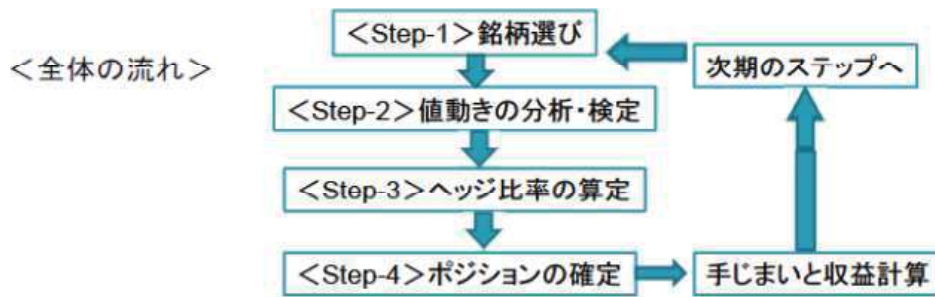 <Step-1>銘柄選び
<全体の流れ>
次期のステップへ
<Step-2>値動きの分析・検定
<Step-3>ヘッジ比率の算定
<Step-4>ポジションの確定
手じまいと収益計算